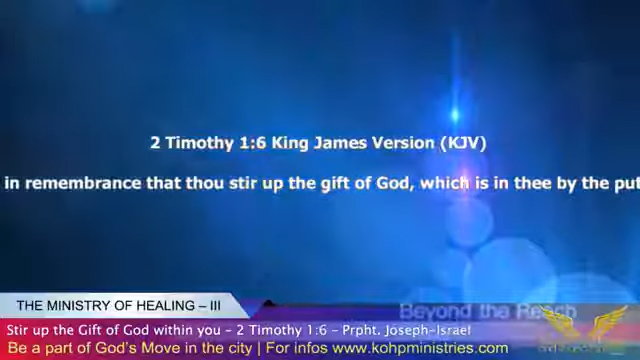 2 Timothy 1:6 King James Version (KJV)
in remembrance that thou stir up the gift of God, which is in thee by the put
THE MINISTRY OF HEALING – III
Beyond the Reach
Stir up the Gift of God within you – 2 Timothy 1:6 – Prpht. Joseph-Israel
Be a part of God's Move in the city | For infos www.kohpministries.com